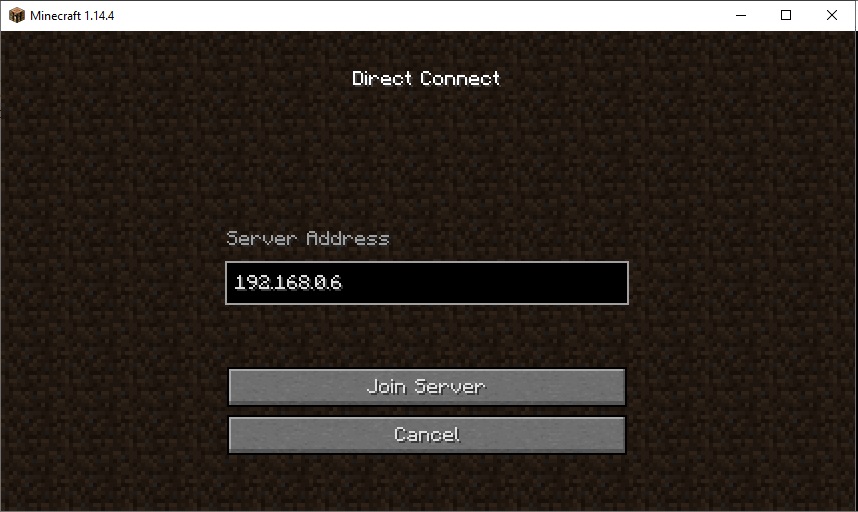 Minecraft 1.14.4
Direct Connect
Server Address
192.168.0.6
Join Server
Cancel